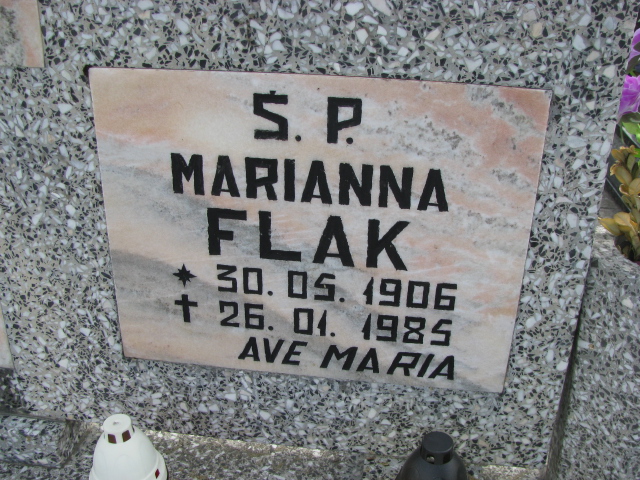 Ś. P.
MARIANNA
FLAK
* 30. 05. 1906
† 26. 01. 1985
AVE MARIA